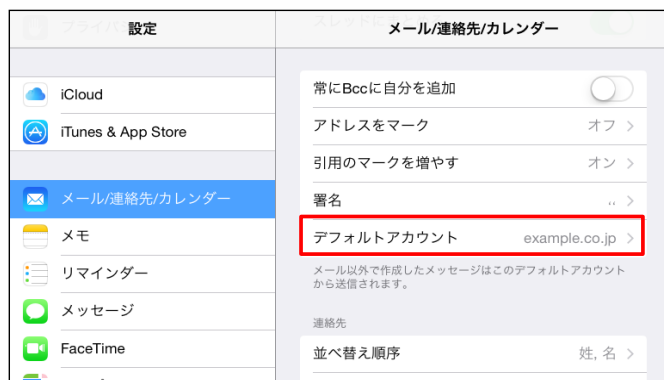 設定
iCloud
iTunes & App Store
メール/連絡先/カレンダー
メモ
リマインダー
メッセージ
FaceTime
メール/連絡先/カレンダー
常にBccに自分を追加
アドレスをマーク オフ
引用のマークを増やす オン
署名
デフォルトアカウント example.co.jp
メール以外で作成したメッセージはこのデフォルトアカウント
から送信されます。
連絡先
並べ替え順序 姓, 名